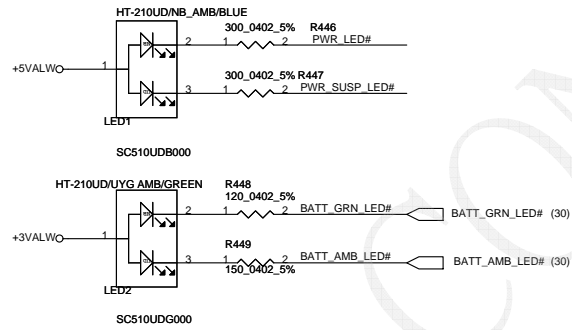 HT-210UD/NB_AMB/BLUE
300_0402_5% R446
+5VALW 1 2 1 2 PWR_LED#
300_0402_5% R447
3 1 2 PWR_SUSP_LED#
LED1
SC510UDB000
HT-210UD/UYG AMB/GREEN
R448
120_0402_5%
+3VALW 1 2 1 2 BATT_GRN_LED# BATT_GRN_LED# (30)
R449
3 1 2 BATT_AMB_LED# BATT_AMB_LED# (30)
150_0402_5%
LED2
SC510UDG000